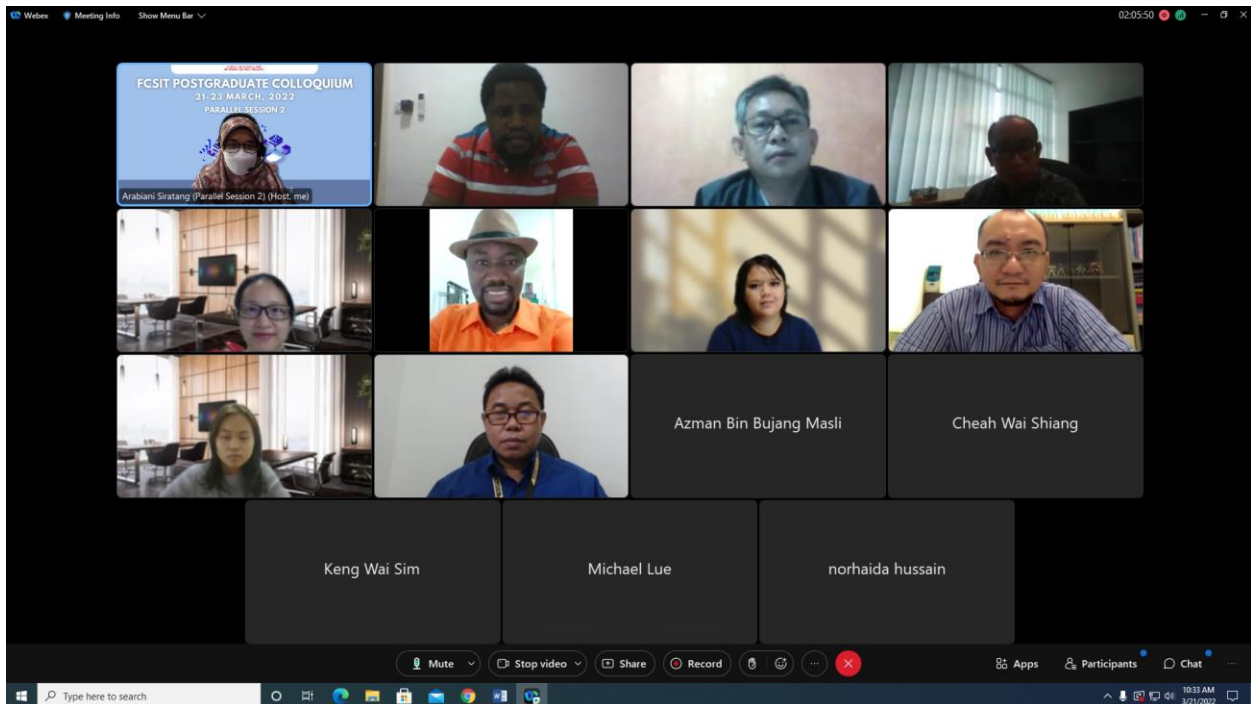 Webex
Meeting Info
Show Menu Bar
02:05:50
FCSIT POSTGRADUATE COLLOQUIUM
21-23 MARCH, 2022
PARALLEL SESSION 2
Arabiani Siratang (Parallel Session 2) (Host, me)
Azman Bin Bujang Masli
Cheah Wai Shiang
Keng Wai Sim
Michael Lue
norhaida hussain
Mute
Stop video
Share
Record
Apps
Participants
Chat
Type here to search
10:33 AM
3/21/2022